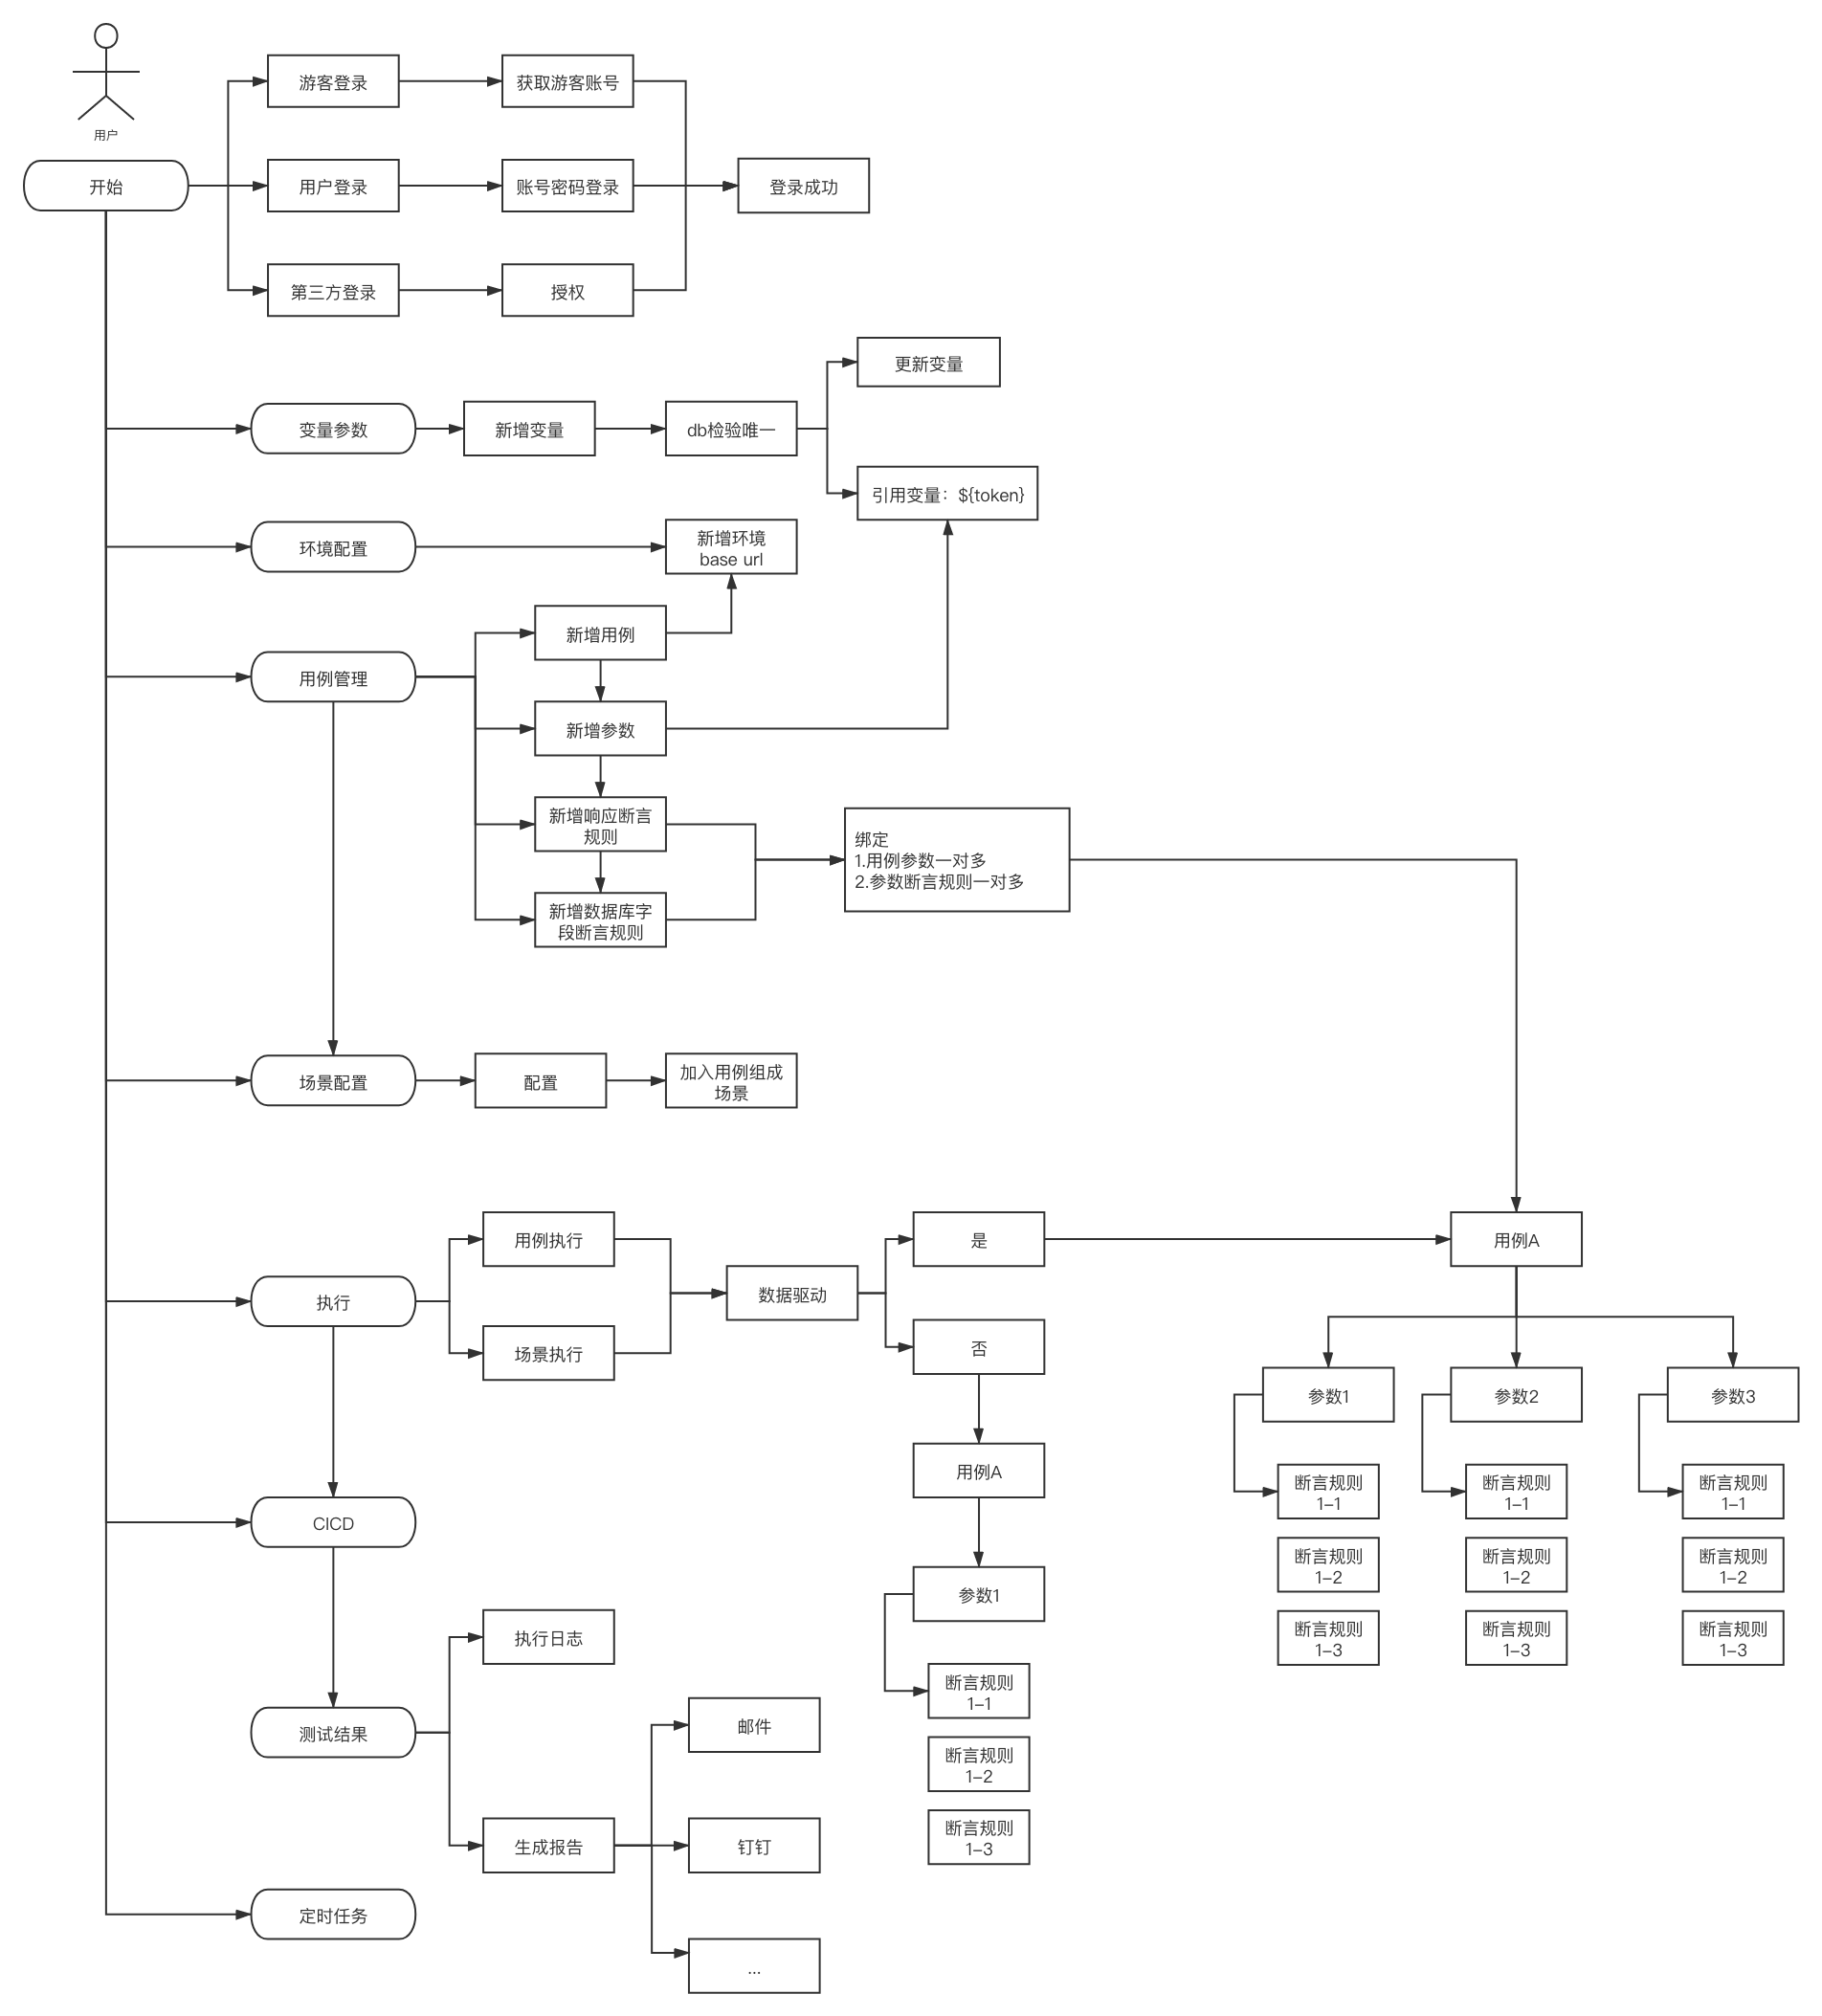 用户
开始
游客登录
获取游客账号
用户登录
账号密码登录
登录成功
第三方登录
授权
更新变量
变量参数
新增变量
db检验唯一
引用变量：${token}
环境配置
新增环境
base url
新增用例
用例管理
新增参数
新增响应断言
规则
绑定
1.用例参数一对多
2.参数断言规则一对多
新增数据库字
段断言规则
场景配置
配置
加入用例组成
场景
用例执行
是
用例A
执行
数据驱动
场景执行
否
参数1
参数2
参数3
用例A
断言规则
1-1
断言规则
1-1
断言规则
1-1
CICD
断言规则
1-2
断言规则
1-2
断言规则
1-2
参数1
执行日志
断言规则
1-3
断言规则
1-3
断言规则
1-3
断言规则
1-1
测试结果
邮件
断言规则
1-2
生成报告
钉钉
断言规则
1-3
定时任务
...